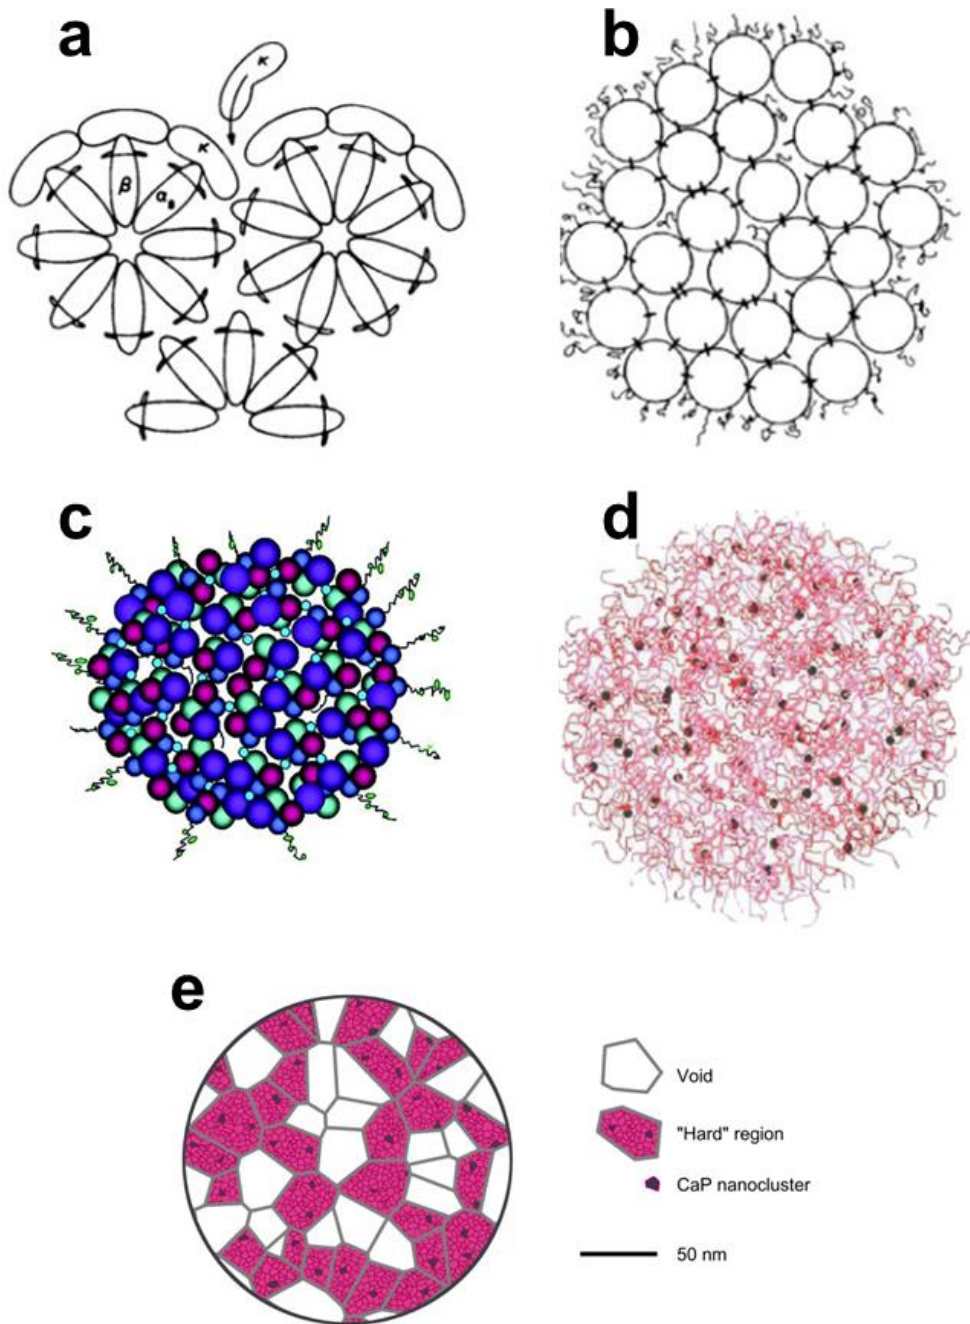 a
b
κ
κ
β
αs
c
d
e
Void
"Hard" region
CaP nanocluster
50 nm